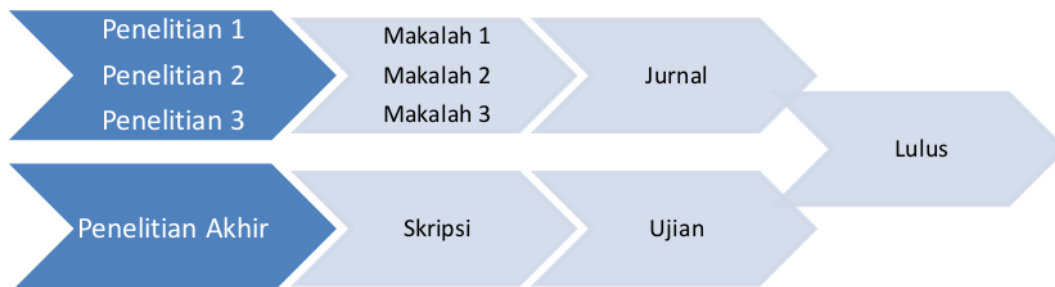 Penelitian 1
Penelitian 2
Penelitian 3
Makalah 1
Makalah 2
Makalah 3
Jurnal
Lulus
Penelitian Akhir
Skripsi
Ujian